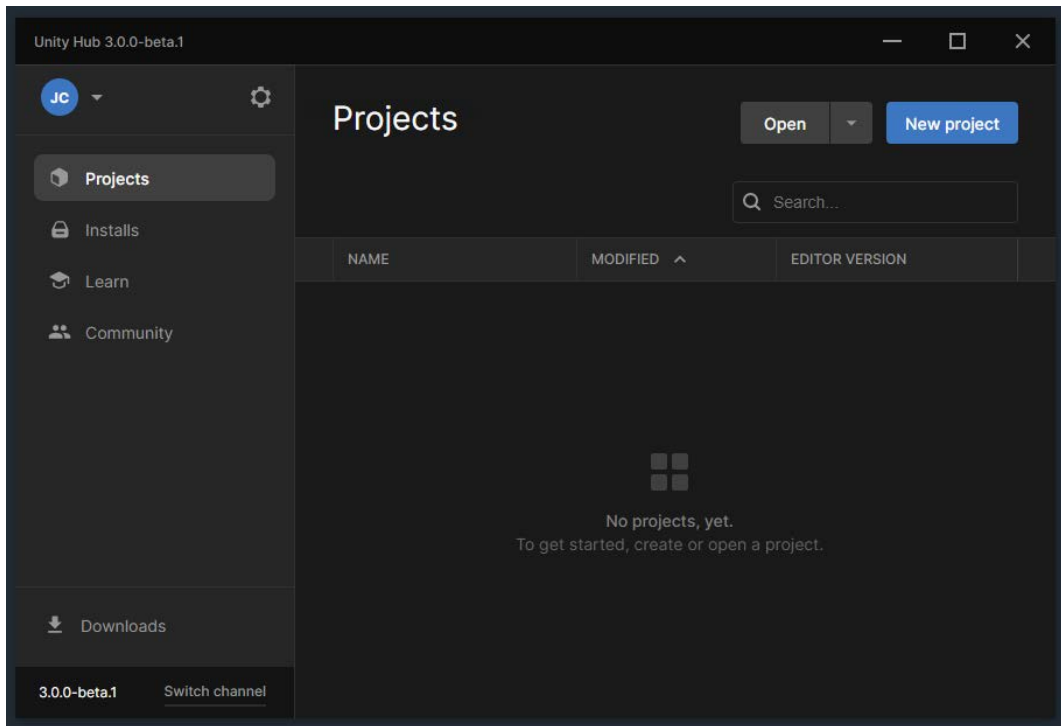 Unity Hub 3.0.0-beta.1
JC
Projects
Installs
Learn
Community
Downloads
3.0.0-beta.1 Switch channel
Projects
Open New project
Search...
NAME MODIFIED EDITOR VERSION
No projects, yet.
To get started, create or open a project.